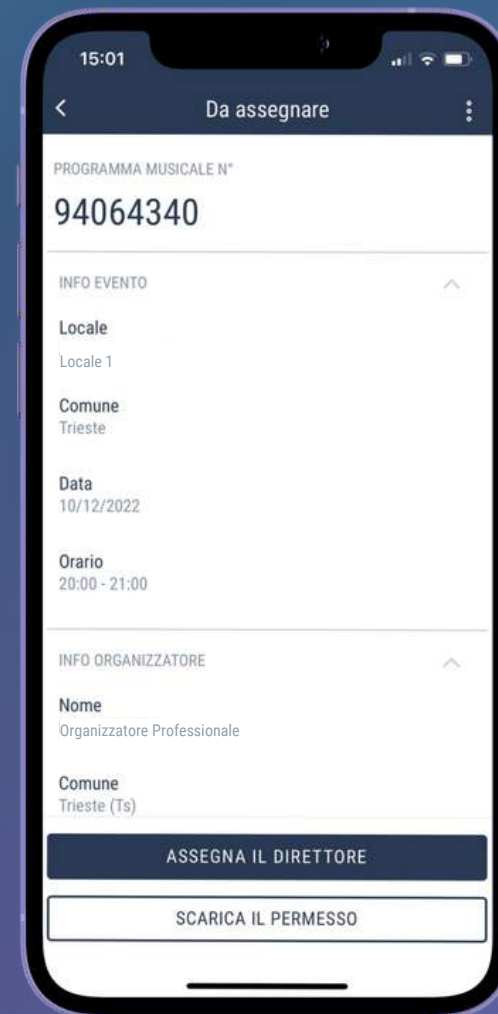 15:01
Da assegnare
PROGRAMMA MUSICALE N°
94064340
INFO EVENTO
Locale
Locale 1
Comune
Trieste
Data
10/12/2022
Orario
20:00 - 21:00
INFO ORGANIZZATORE
Nome
Organizzatore Professionale
Comune
Trieste (Ts)
ASSEGNA IL DIRETTORE
SCARICA IL PERMESSO